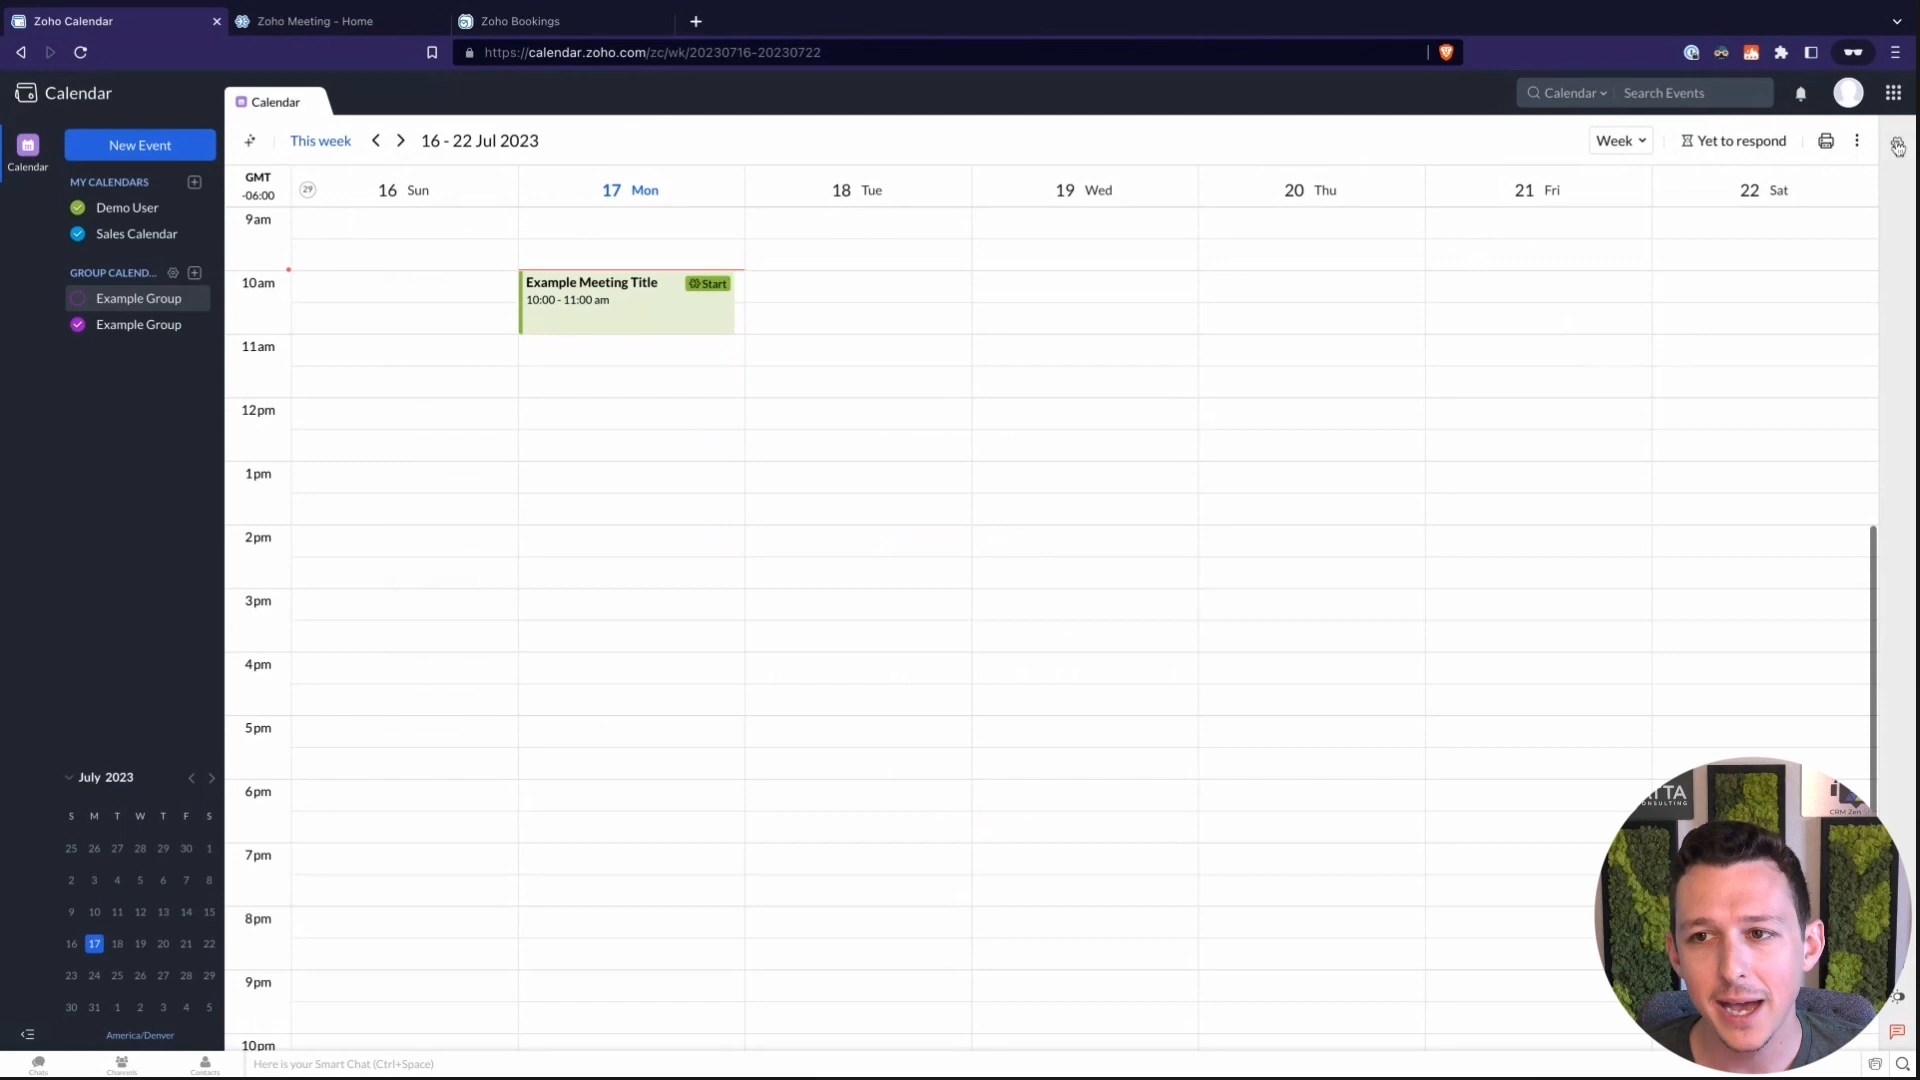 Zoho Calendar
Zoho Meeting - Home
Zoho Bookings
https://calendar.zoho.com/zc/wk/20230716-20230722
Calendar
Calendar
Calendar
Search Events
Calendar
New Event
MY CALENDARS
Demo User
Sales Calendar
GROUP CALEND...
Example Group
Example Group
This week
16 - 22 Jul 2023
Week
Yet to respond
GMT
-06:00
29
16 Sun
17 Mon
18 Tue
19 Wed
20 Thu
21 Fri
22 Sat
9am
10am
Example Meeting Title
Start
10:00 - 11:00 am
11am
12pm
1pm
2pm
3pm
4pm
5pm
6pm
7pm
8pm
9pm
10pm
July 2023
S M T W T F S
25 26 27 28 29 30 1
2 3 4 5 6 7 8
9 10 11 12 13 14 15
16 17 18 19 20 21 22
23 24 25 26 27 28 29
30 31 1 2 3 4 5
America/Denver
Chats
Channels
Contacts
Here is your Smart Chat (Ctrl+Space)
CRM Zen